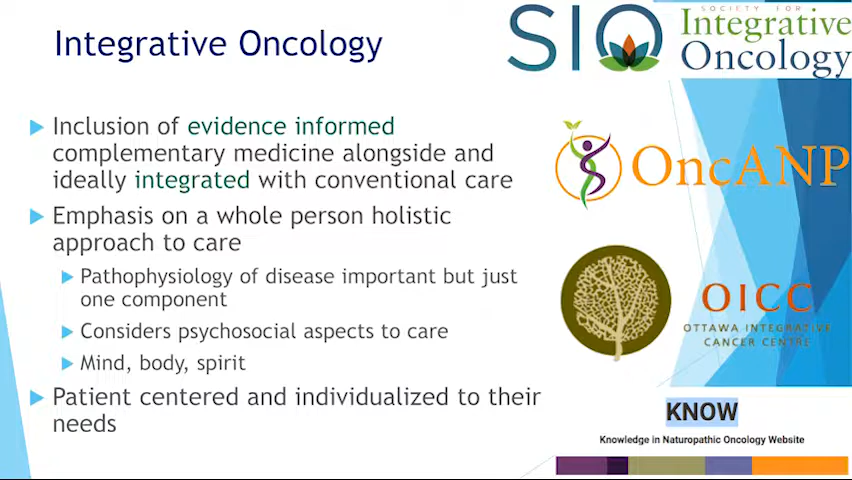 Integrative Oncology
SIO
SOCIETY FOR
Integrative
Oncology
Inclusion of evidence informed
complementary medicine alongside and
ideally integrated with conventional care
Emphasis on a whole person holistic
approach to care
Pathophysiology of disease important but just
one component
Considers psychosocial aspects to care
Mind, body, spirit
Patient centered and individualized to their
needs
OncANP
OICC
OTTAWA INTEGRATIVE
CANCER CENTRE
KNOW
Knowledge in Naturopathic Oncology Website